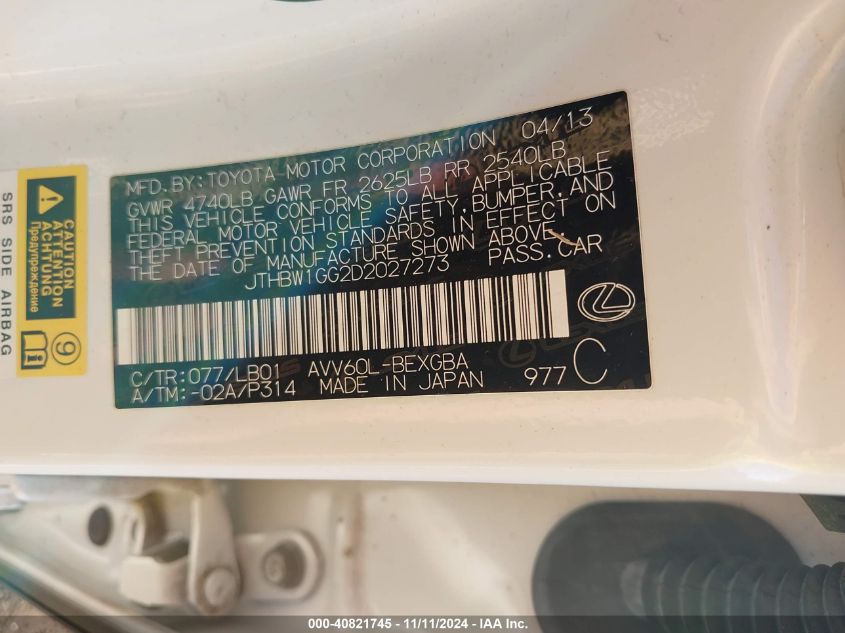 MFD. BY: TOYOTA MOTOR CORPORATION 04/13
GVWR 4740LB GAWR FR 2625LB RR 2540LB
THIS VEHICLE CONFORMS TO ALL APPLICABLE
FEDERAL MOTOR VEHICLE SAFETY, BUMPER, AND
THEFT PREVENTION STANDARDS IN EFFECT ON
THE DATE OF MANUFACTURE SHOWN ABOVE.
JTHBW1GG2D2027273 PASS. CAR
C/TR: 077/LB01 AVV60L-BEXGBA
A/TM: -02A/P314 MADE IN JAPAN 977 C
CAUTION
ATTENTION
ACHTUNG
Предупреждение
9
SRS SIDE AIRBAG
000-40821745 - 11/11/2024 - IAA Inc.